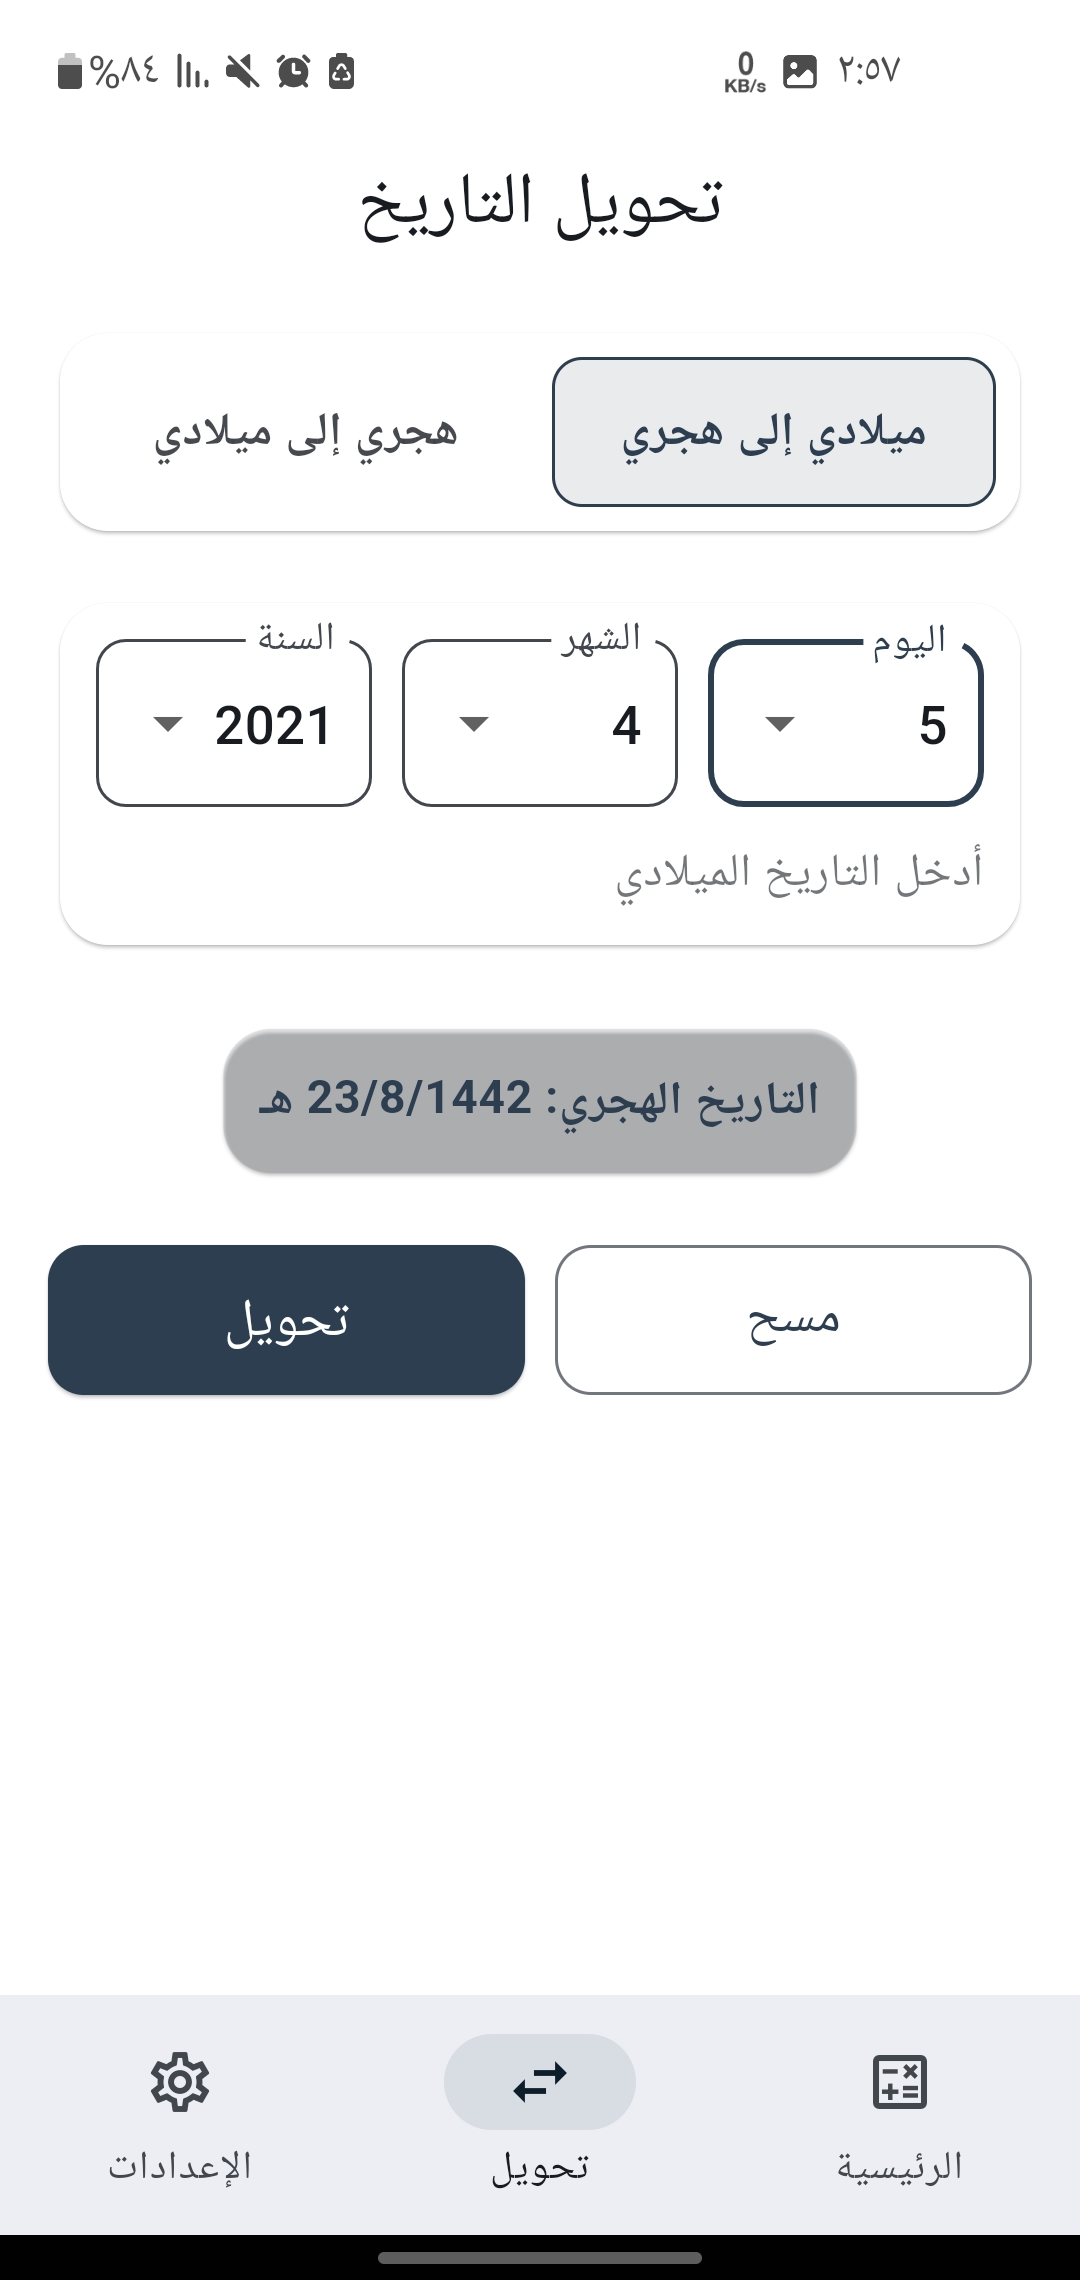 ٢:٥٧ 0 KB/s %٨٤
تحويل التاريخ
ميلادي إلى هجري هجري إلى ميلادي
اليوم الشهر السنة
5 4 2021
أدخل التاريخ الميلادي
التاريخ الهجري: 23/8/1442 هـ
مسح تحويل
الرئيسية تحويل الإعدادات